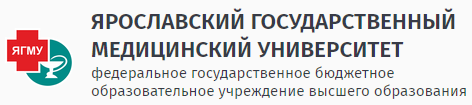 ЯГМУ
ЯРОСЛАВСКИЙ ГОСУДАРСТВЕННЫЙ
МЕДИЦИНСКИЙ УНИВЕРСИТЕТ
федеральное государственное бюджетное
образовательное учреждение высшего образования